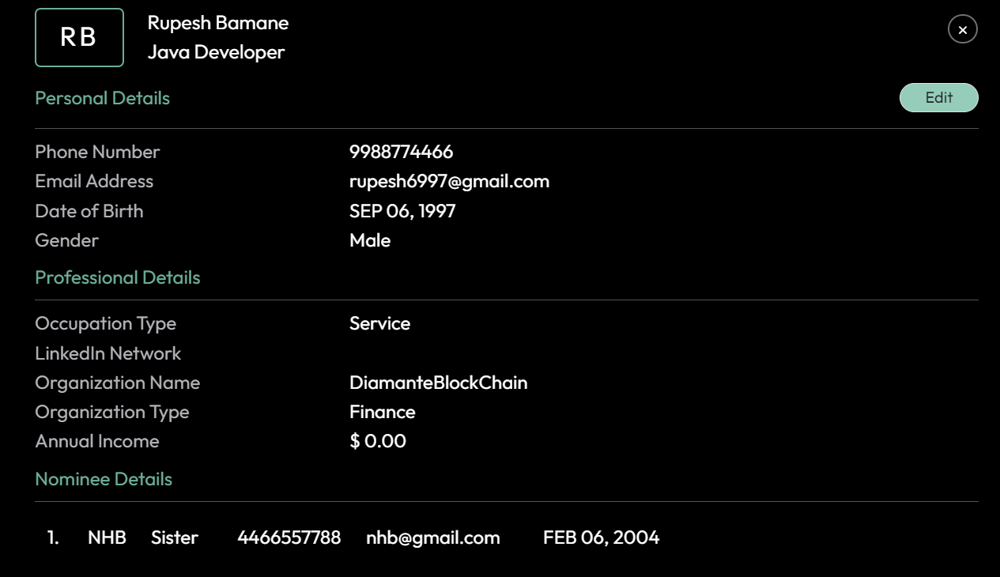 RB
Rupesh Bamane
Java Developer
×
Personal Details
Edit
Phone Number 9988774466
Email Address rupesh6997@gmail.com
Date of Birth SEP 06, 1997
Gender Male
Professional Details
Occupation Type Service
LinkedIn Network
Organization Name DiamanteBlockChain
Organization Type Finance
Annual Income $ 0.00
Nominee Details
1. NHB Sister 4466557788 nhb@gmail.com FEB 06, 2004